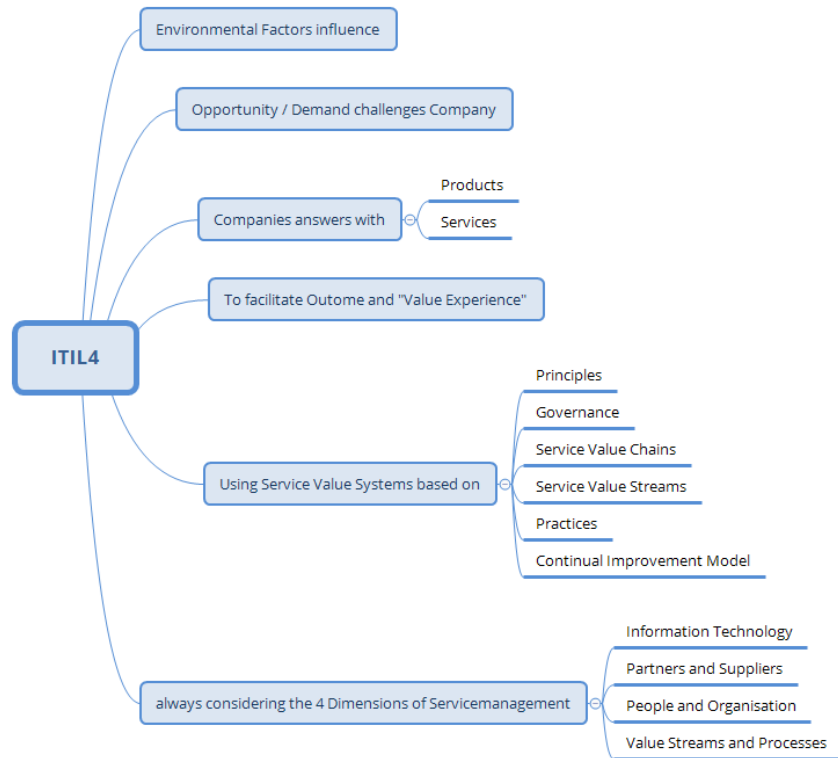 Environmental Factors influence
Opportunity / Demand challenges Company
Companies answers with
Products
Services
To facilitate Outome and "Value Experience"
ITIL4
Using Service Value Systems based on
Principles
Governance
Service Value Chains
Service Value Streams
Practices
Continual Improvement Model
always considering the 4 Dimensions of Servicemanagement
Information Technology
Partners and Suppliers
People and Organisation
Value Streams and Processes